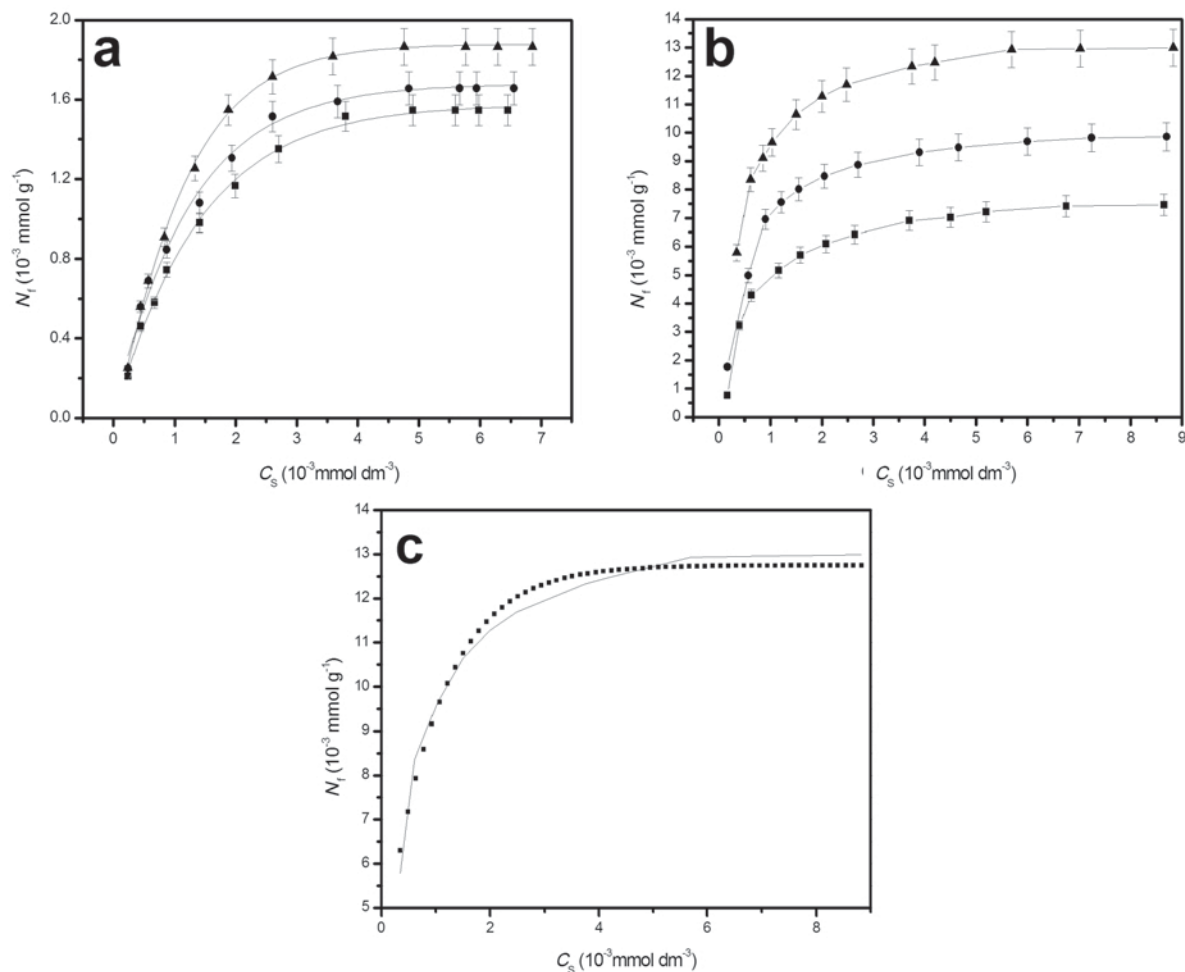 a
2.0
1.6
1.2
0.8
0.4
0.0
N_f (10^-3 mmol g^-1)
0 1 2 3 4 5 6 7
C_s (10^-3 mmol dm^-3)
b
14
13
12
11
10
9
8
7
6
5
4
3
2
1
0
N_f (10^-3 mmol g^-1)
0 1 2 3 4 5 6 7 8 9
C_s (10^-3 mmol dm^-3)
c
14
13
12
11
10
9
8
7
6
5
N_f (10^-3 mmol g^-1)
0 2 4 6 8
C_s (10^-3 mmol dm^-3)